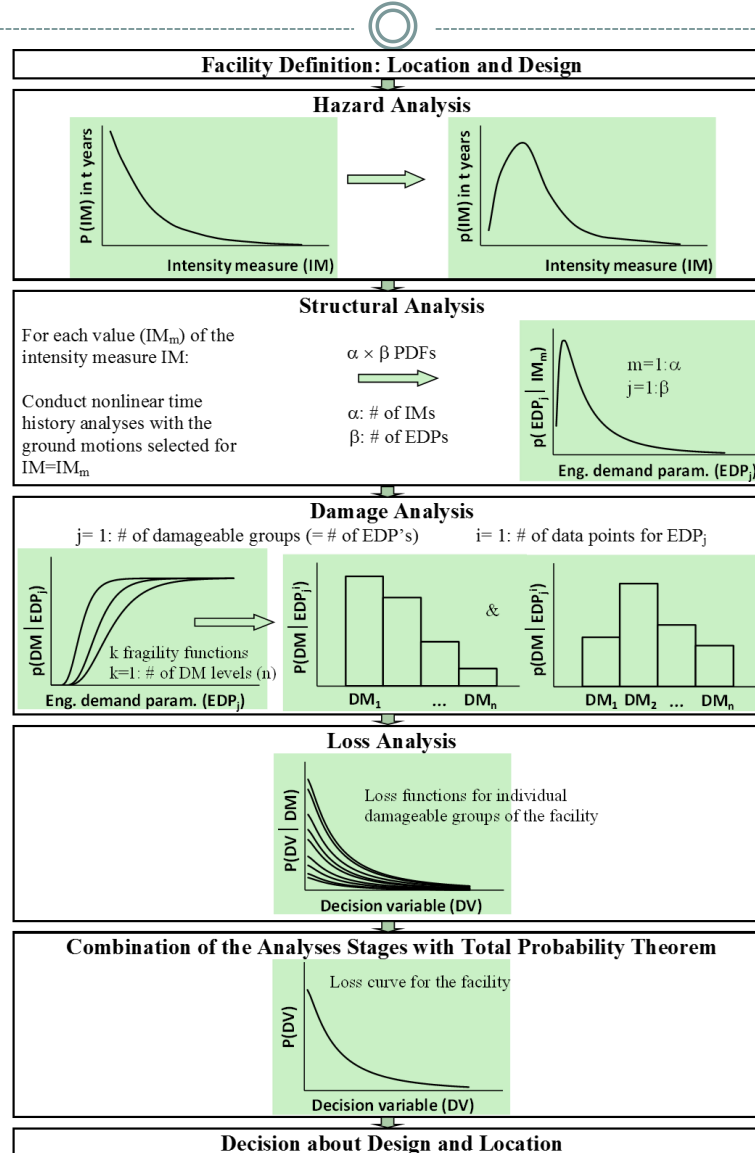 Facility Definition: Location and Design
Hazard Analysis
P (IM) in t years
Intensity measure (IM)
p(IM) in t years
Intensity measure (IM)
Structural Analysis
For each value (IMₘ) of the
intensity measure IM:
Conduct nonlinear time
history analyses with the
ground motions selected for
IM=IMₘ
α × β PDFs
α: # of IMs
β: # of EDPs
p( EDPⱼ | IMₘ)
m=1:α
j=1:β
Eng. demand param. (EDPⱼ)
Damage Analysis
j= 1: # of damageable groups (= # of EDP's)
i= 1: # of data points for EDPⱼ
p(DM | EDPⱼ)
k fragility functions
k=1: # of DM levels (n)
Eng. demand param. (EDPⱼ)
P(DM | EDPⱼⁱ)
DM₁ ... DMₙ
&
p(DM | EDPⱼⁱ)
DM₁ DM₂ ... DMₙ
Loss Analysis
P(DV | DM)
Loss functions for individual
damageable groups of the facility
Decision variable (DV)
Combination of the Analyses Stages with Total Probability Theorem
P(DV)
Loss curve for the facility
Decision variable (DV)
Decision about Design and Location